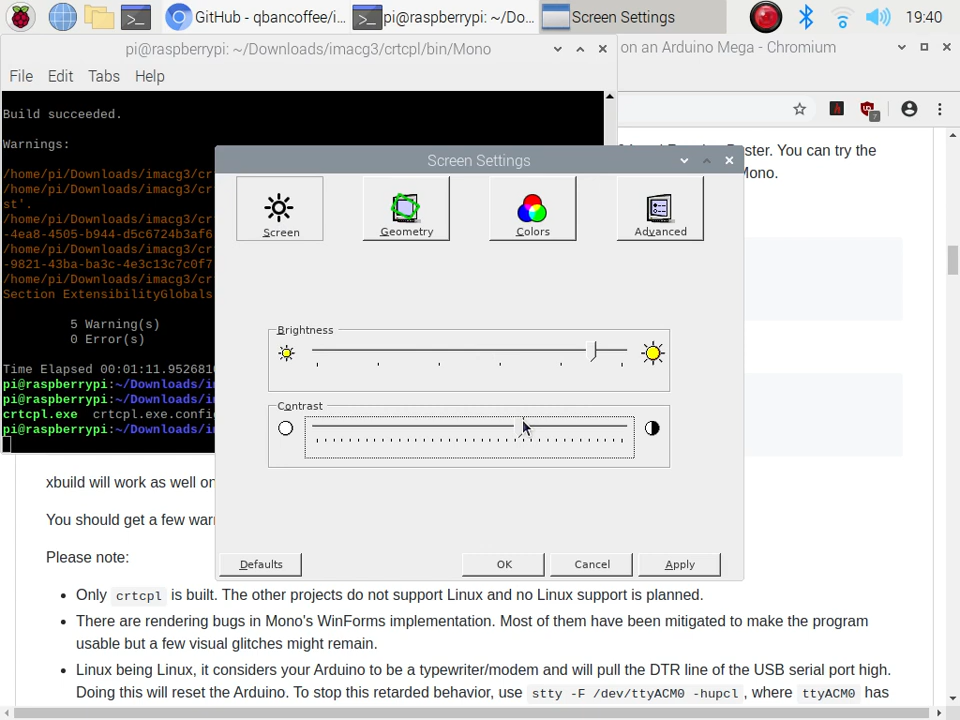 GitHub - qbancoffee/i...
pi@raspberrypi: ~/Do...
Screen Settings
19:40
pi@raspberrypi: ~/Downloads/imacg3/crtcpl/bin/Mono
on an Arduino Mega - Chromium
File Edit Tabs Help
Build succeeded.
Warnings:
/home/pi/Downloads/imacg3/cr
/home/pi/Downloads/imacg3/cr
st'.
/home/pi/Downloads/imacg3/cr
-4ea8-4505-b944-d5c6724b3af6
/home/pi/Downloads/imacg3/cr
-9821-43ba-ba3c-4e3c13c7c0f7
/home/pi/Downloads/imacg3/cr
Section ExtensibilityGlobals
5 Warning(s)
0 Error(s)
Time Elapsed 00:01:11.952681
pi@raspberrypi:~/Downloads/i
pi@raspberrypi:~/Downloads/i
crtcpl.exe crtcpl.exe.confi
pi@raspberrypi:~/Downloads/i
. You can try the
Mono.
Screen Settings
Screen
Geometry
Colors
Advanced
Brightness
Contrast
Defaults
OK
Cancel
Apply
xbuild will work as well on
You should get a few war
Please note:
• Only crtcpl is built. The other projects do not support Linux and no Linux support is planned.
• There are rendering bugs in Mono's WinForms implementation. Most of them have been mitigated to make the program
usable but a few visual glitches might remain.
• Linux being Linux, it considers your Arduino to be a typewriter/modem and will pull the DTR line of the USB serial port high.
Doing this will reset the Arduino. To stop this retarded behavior, use stty -F /dev/ttyACM0 -hupcl , where ttyACM0 has